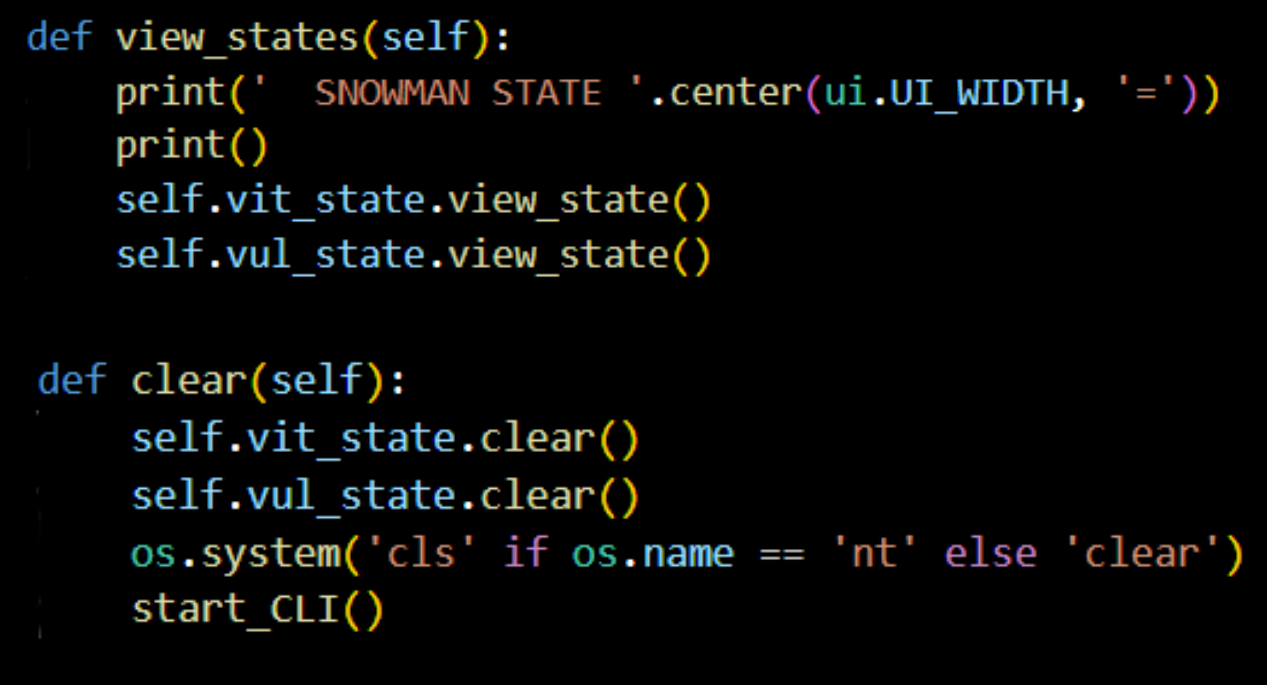 def view_states(self):
    print('  SNOWMAN STATE '.center(ui.UI_WIDTH, '='))
    print()
    self.vit_state.view_state()
    self.vul_state.view_state()

def clear(self):
    self.vit_state.clear()
    self.vul_state.clear()
    os.system('cls' if os.name == 'nt' else 'clear')
    start_CLI()